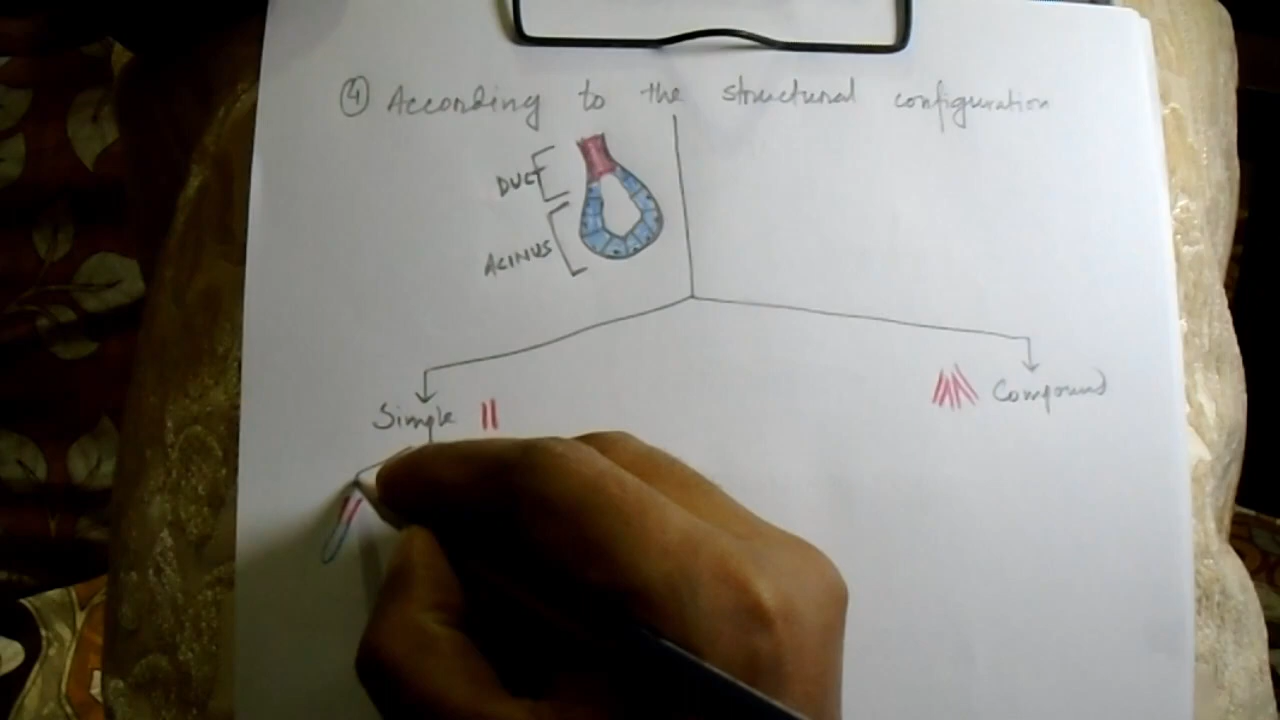 ④ According to the structural configuration
DUCT
ACINUS
Simple
Compound